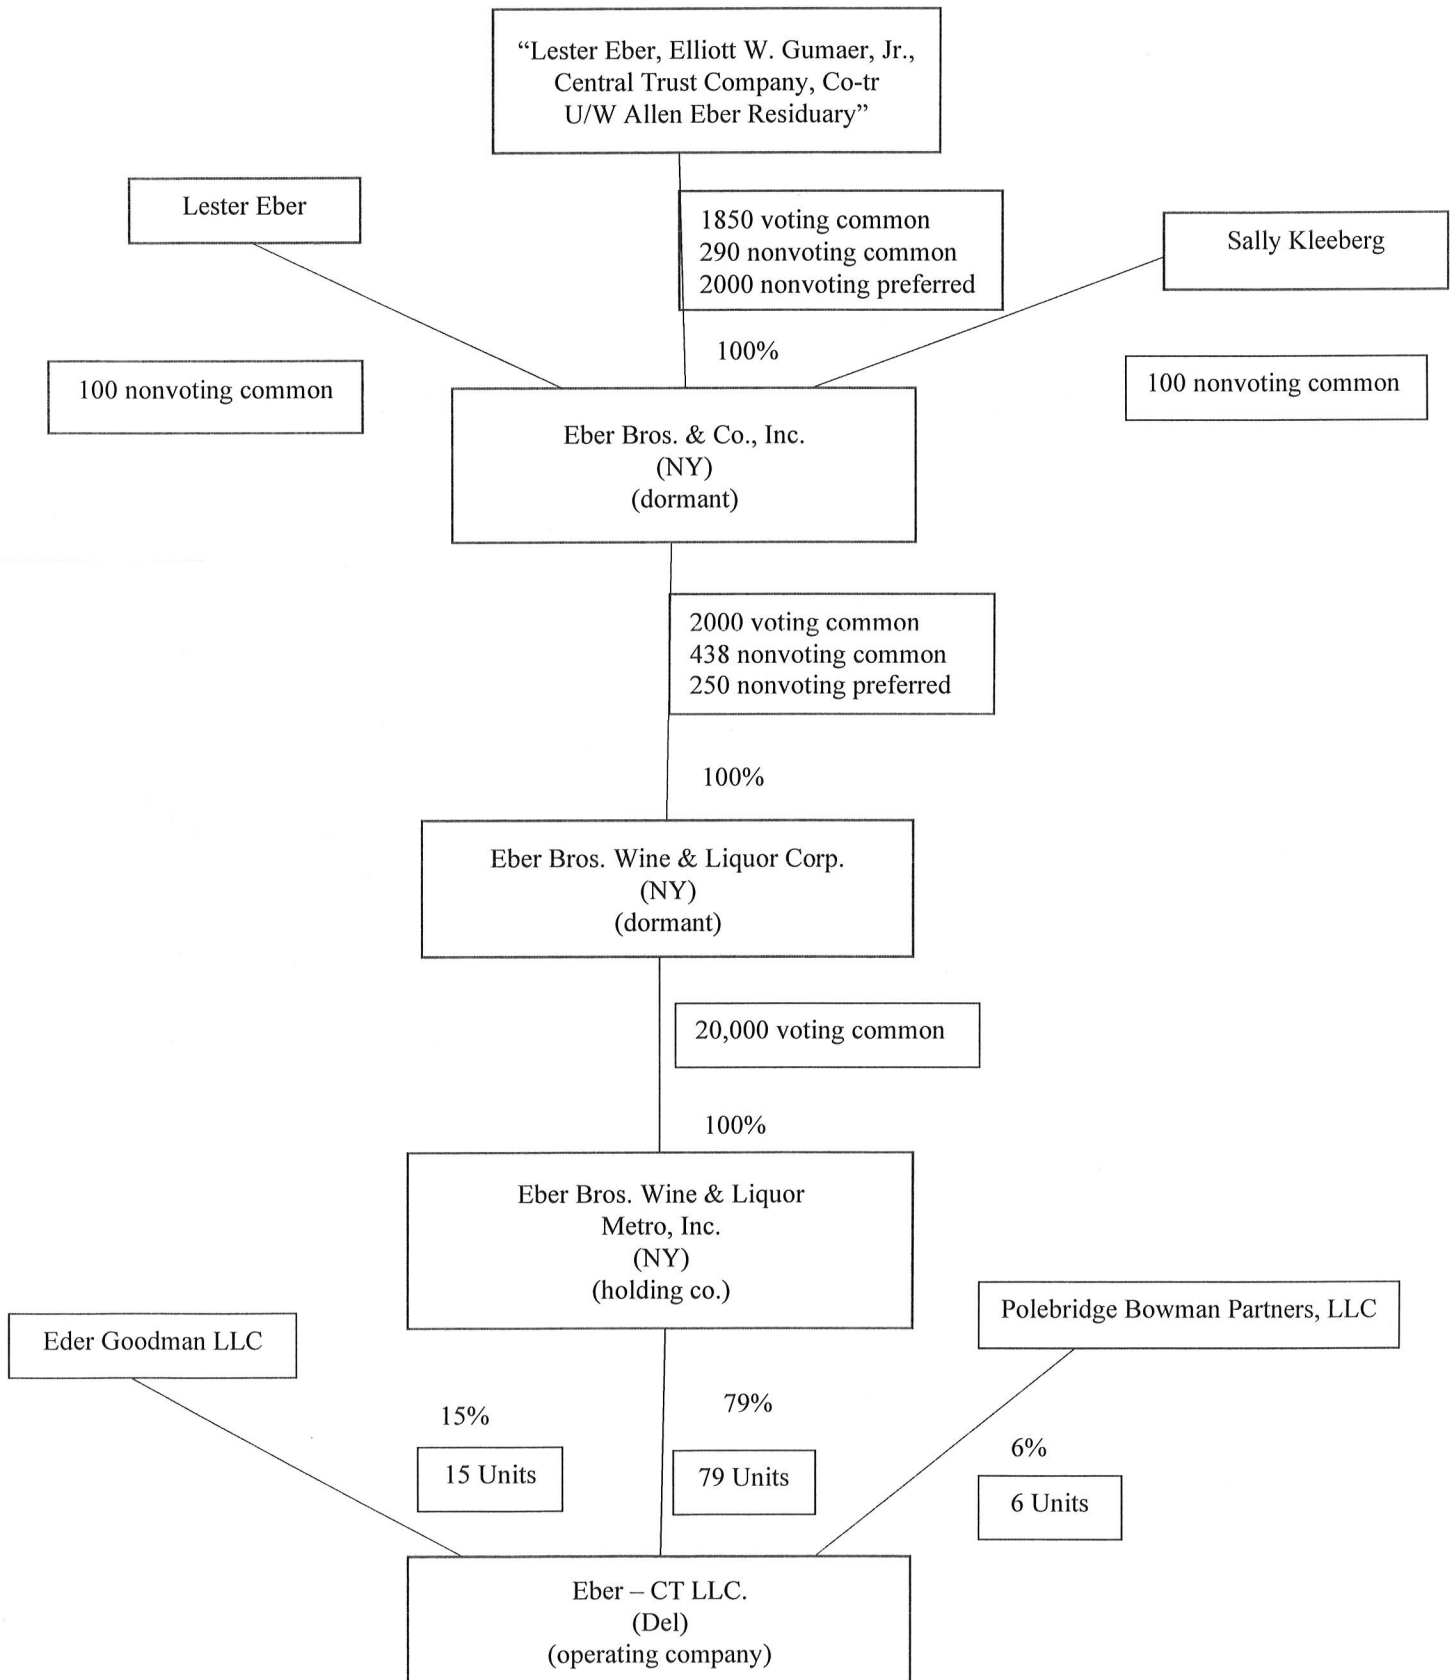 “Lester Eber, Elliott W. Gumaer, Jr.,
Central Trust Company, Co-tr
U/W Allen Eber Residuary”
Lester Eber
1850 voting common
290 nonvoting common
2000 nonvoting preferred
Sally Kleeberg
100%
100 nonvoting common
100 nonvoting common
Eber Bros. & Co., Inc.
(NY)
(dormant)
2000 voting common
438 nonvoting common
250 nonvoting preferred
100%
Eber Bros. Wine & Liquor Corp.
(NY)
(dormant)
20,000 voting common
100%
Eber Bros. Wine & Liquor
Metro, Inc.
(NY)
(holding co.)
Eder Goodman LLC
Polebridge Bowman Partners, LLC
15%
79%
6%
15 Units
79 Units
6 Units
Eber – CT LLC.
(Del)
(operating company)